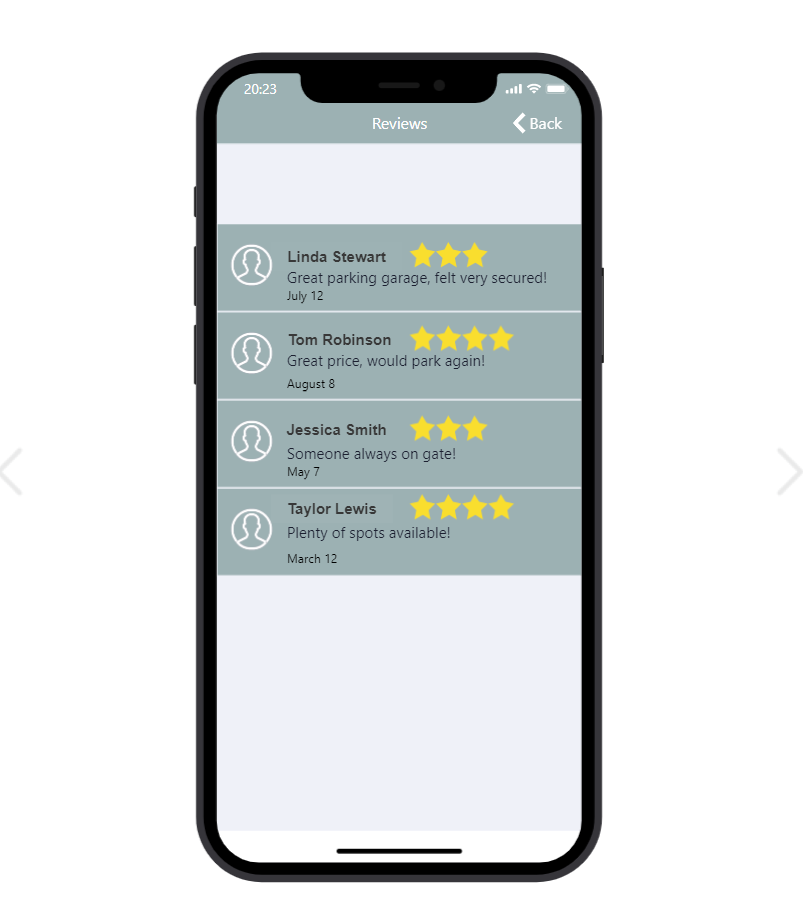 20:23
Reviews
Back
Linda Stewart
Great parking garage, felt very secured!
July 12
Tom Robinson
Great price, would park again!
August 8
Jessica Smith
Someone always on gate!
May 7
Taylor Lewis
Plenty of spots available!
March 12